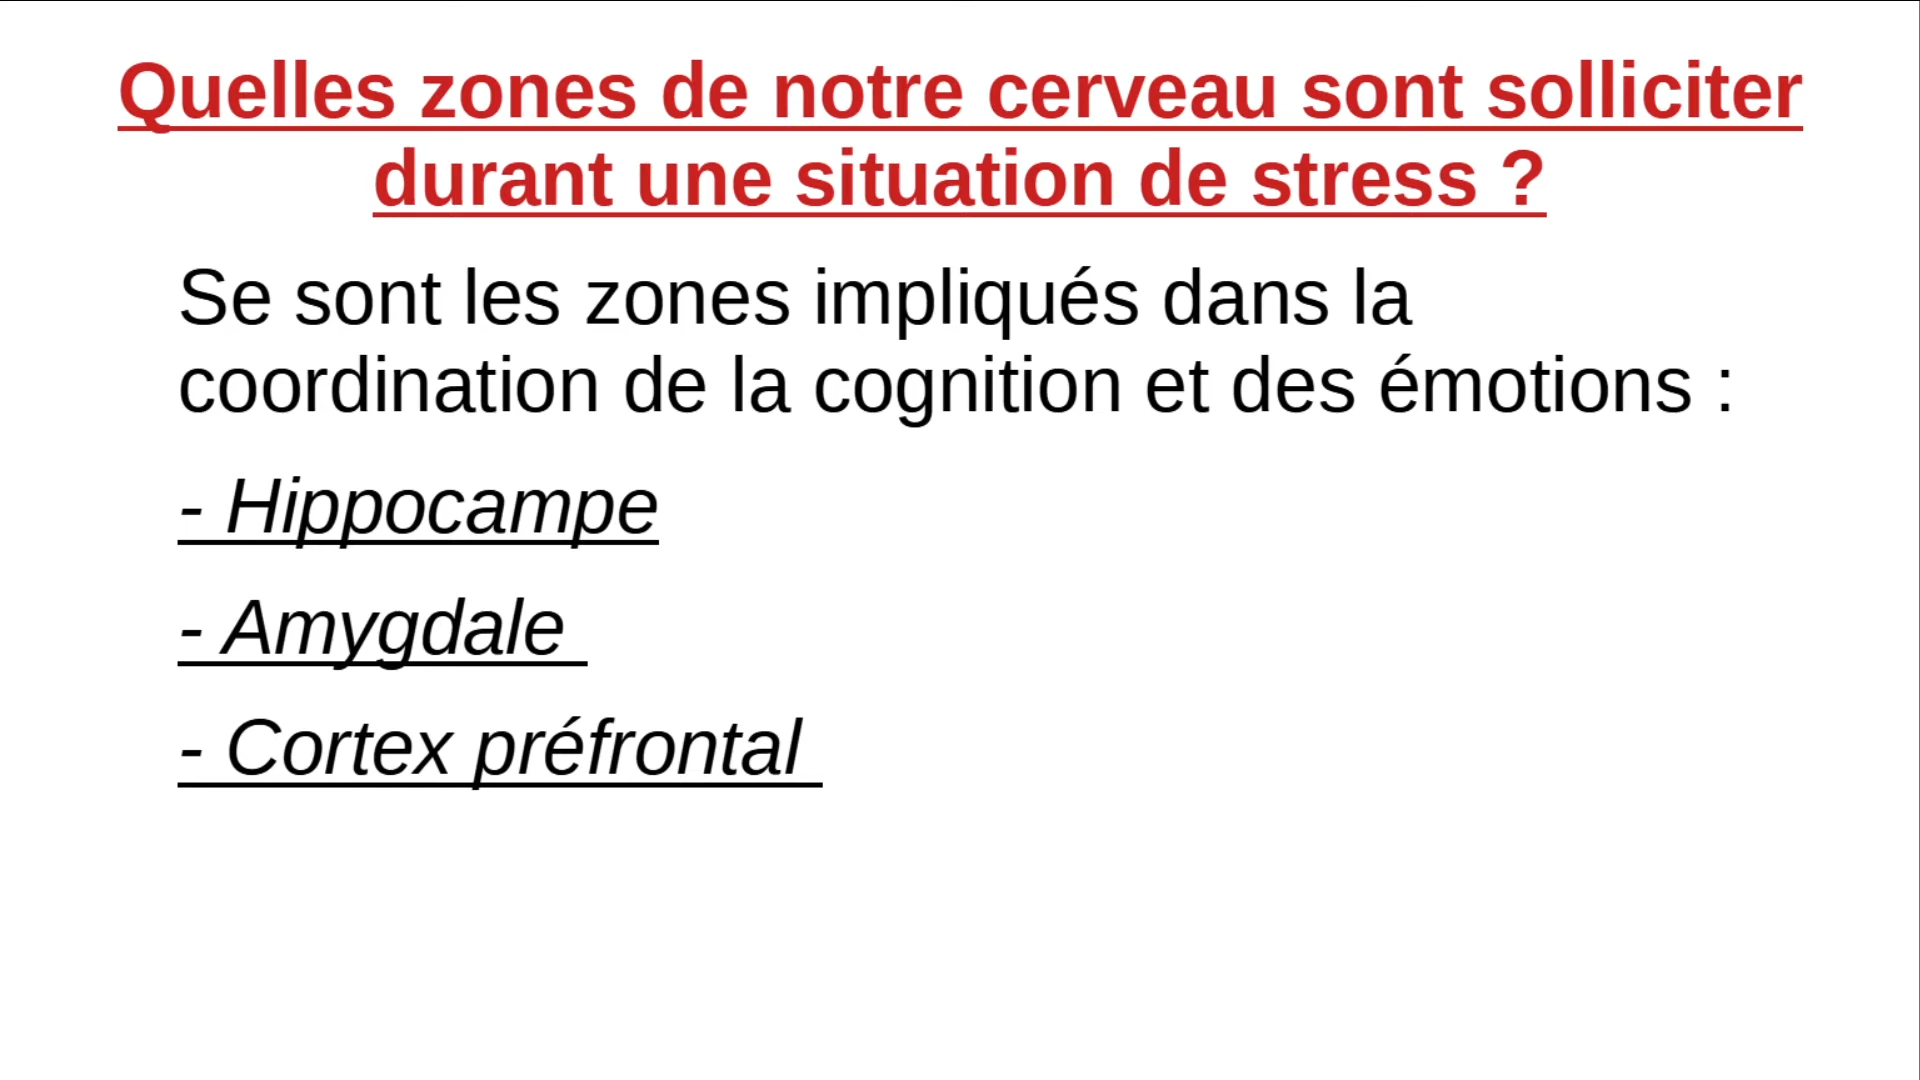 Quelles zones de notre cerveau sont solliciter
durant une situation de stress ?
Se sont les zones impliqués dans la
coordination de la cognition et des émotions :
- Hippocampe
- Amygdale
- Cortex préfrontal